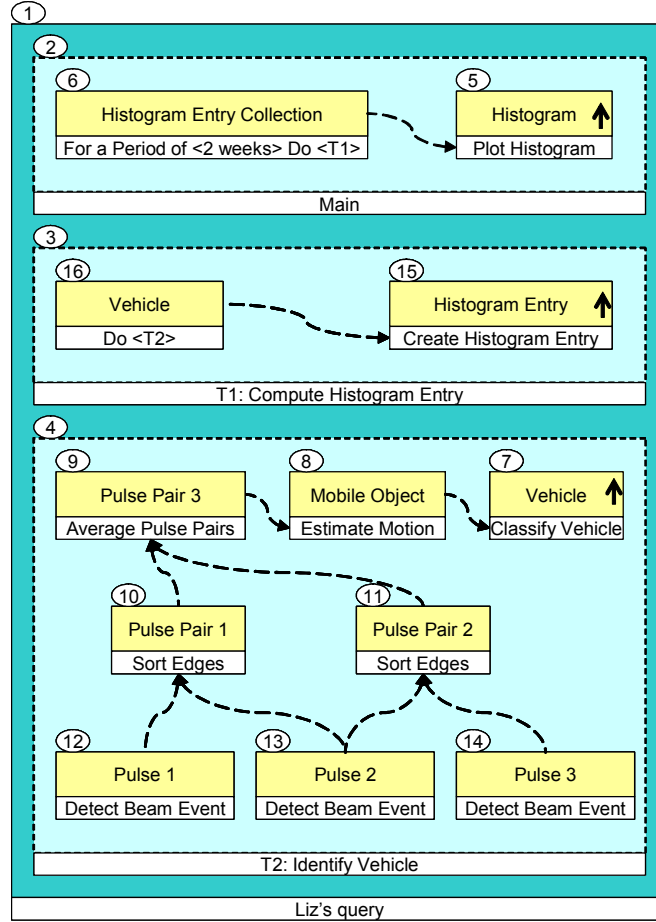 1
2
6
5
Histogram Entry Collection
Histogram
For a Period of <2 weeks> Do <T1>
Plot Histogram
Main
3
16
15
Vehicle
Histogram Entry
Do <T2>
Create Histogram Entry
T1: Compute Histogram Entry
4
9
8
7
Pulse Pair 3
Mobile Object
Vehicle
Average Pulse Pairs
Estimate Motion
Classify Vehicle
10
11
Pulse Pair 1
Pulse Pair 2
Sort Edges
Sort Edges
12
13
14
Pulse 1
Pulse 2
Pulse 3
Detect Beam Event
Detect Beam Event
Detect Beam Event
T2: Identify Vehicle
Liz's query